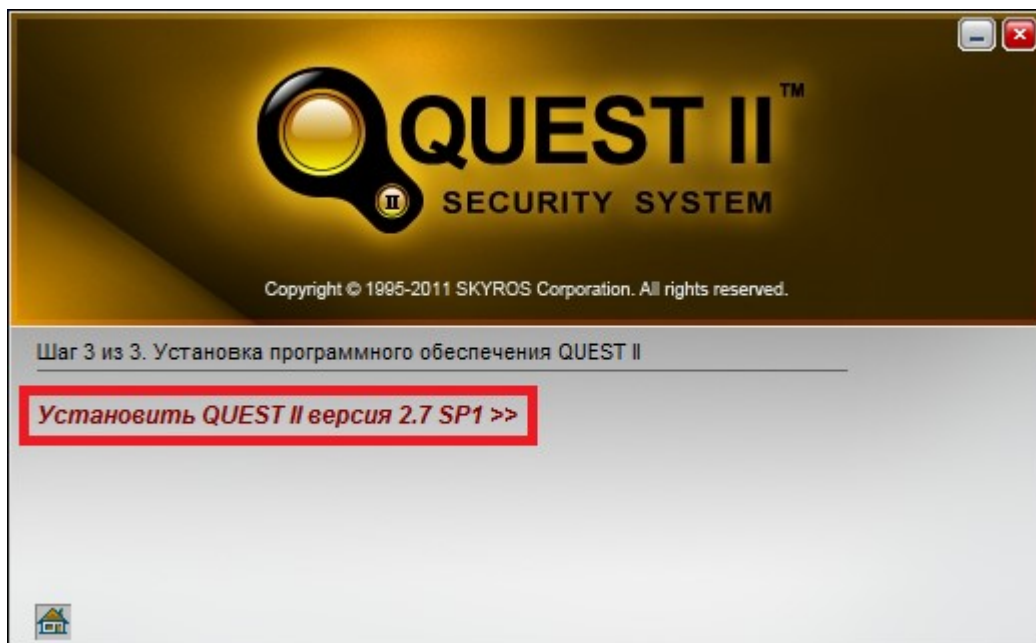 QUEST II™
II
SECURITY SYSTEM
Copyright © 1995-2011 SKYROS Corporation. All rights reserved.
Шаг 3 из 3. Установка программного обеспечения QUEST II
Установить QUEST II версия 2.7 SP1 >>